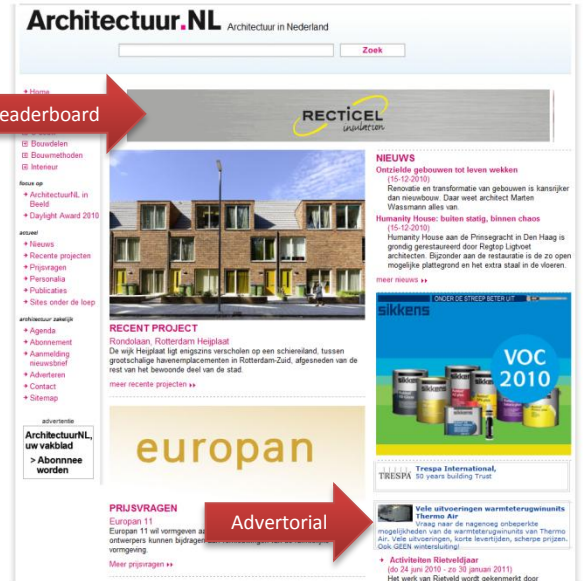 Architectuur.NL Architectuur in Nederland
Zoek
Home
eaderboard
Bouwdelen
Bouwmethoden
Interieur
focus op
ArchitectuurNL in
Beeld
Daylight Award 2010
actueel
Nieuws
Recente projecten
Prijsvragen
Personalia
Publicaties
Sites onder de loep
architectuur zakelijk
Agenda
Abonnement
Aanmelding
nieuwsbrief
Adverteren
Contact
Sitemap
advertentie
ArchitectuurNL,
uw vakblad
> Abonnnee
worden
RECTICEL
insulation
RECENT PROJECT
Rondolaan, Rotterdam Heijplaat
De wijk Heijplaat ligt enigszins verscholen op een schiereiland, tussen
grootschalige havenemplacementen in Rotterdam-Zuid, afgesneden van de
rest van het bewoonde deel van de stad.
meer recente projecten
europan
PRIJSVRAGEN
Europan 11
Europan 11 wil vormgeven aa
ontwerpers kunnen bijdragen
vormgeving.
Meer prijsvragen
Advertorial
NIEUWS
Ontzielde gebouwen tot leven wekken
(15-12-2010)
Renovatie en transformatie van gebouwen is kansrijker
dan nieuwbouw. Daar weet architect Marten
Wassmann alles van.
Humanity House: buiten statig, binnen chaos
(15-12-2010)
Humanity House aan de Prinsegracht in Den Haag is
grondig gerestaureerd door Regtop Ligtvoet
architecten. Bijzonder aan de restauratie is de zo open
mogelijke plattegrond en het extra staal in de vloeren.
meer nieuws
ONDER DE STREEP BETER UIT
sikkens
VOC
2010
TRESPA
Trespa International,
50 years building Trust
Vele uitvoeringen warmteterugwinunits
Thermo Air
Vraag naar de nagenoeg onbeperkte
mogelijkheden van de warmteterugwinunits van Thermo
Air. Vele uitvoeringen, korte levertijden, scherpe prijzen.
Ook GEEN wintersluiting!
Activiteiten Rietveldjaar
(do 24 juni 2010 - zo 30 januari 2011)
Het werk van Rietveld wordt gekenmerkt door